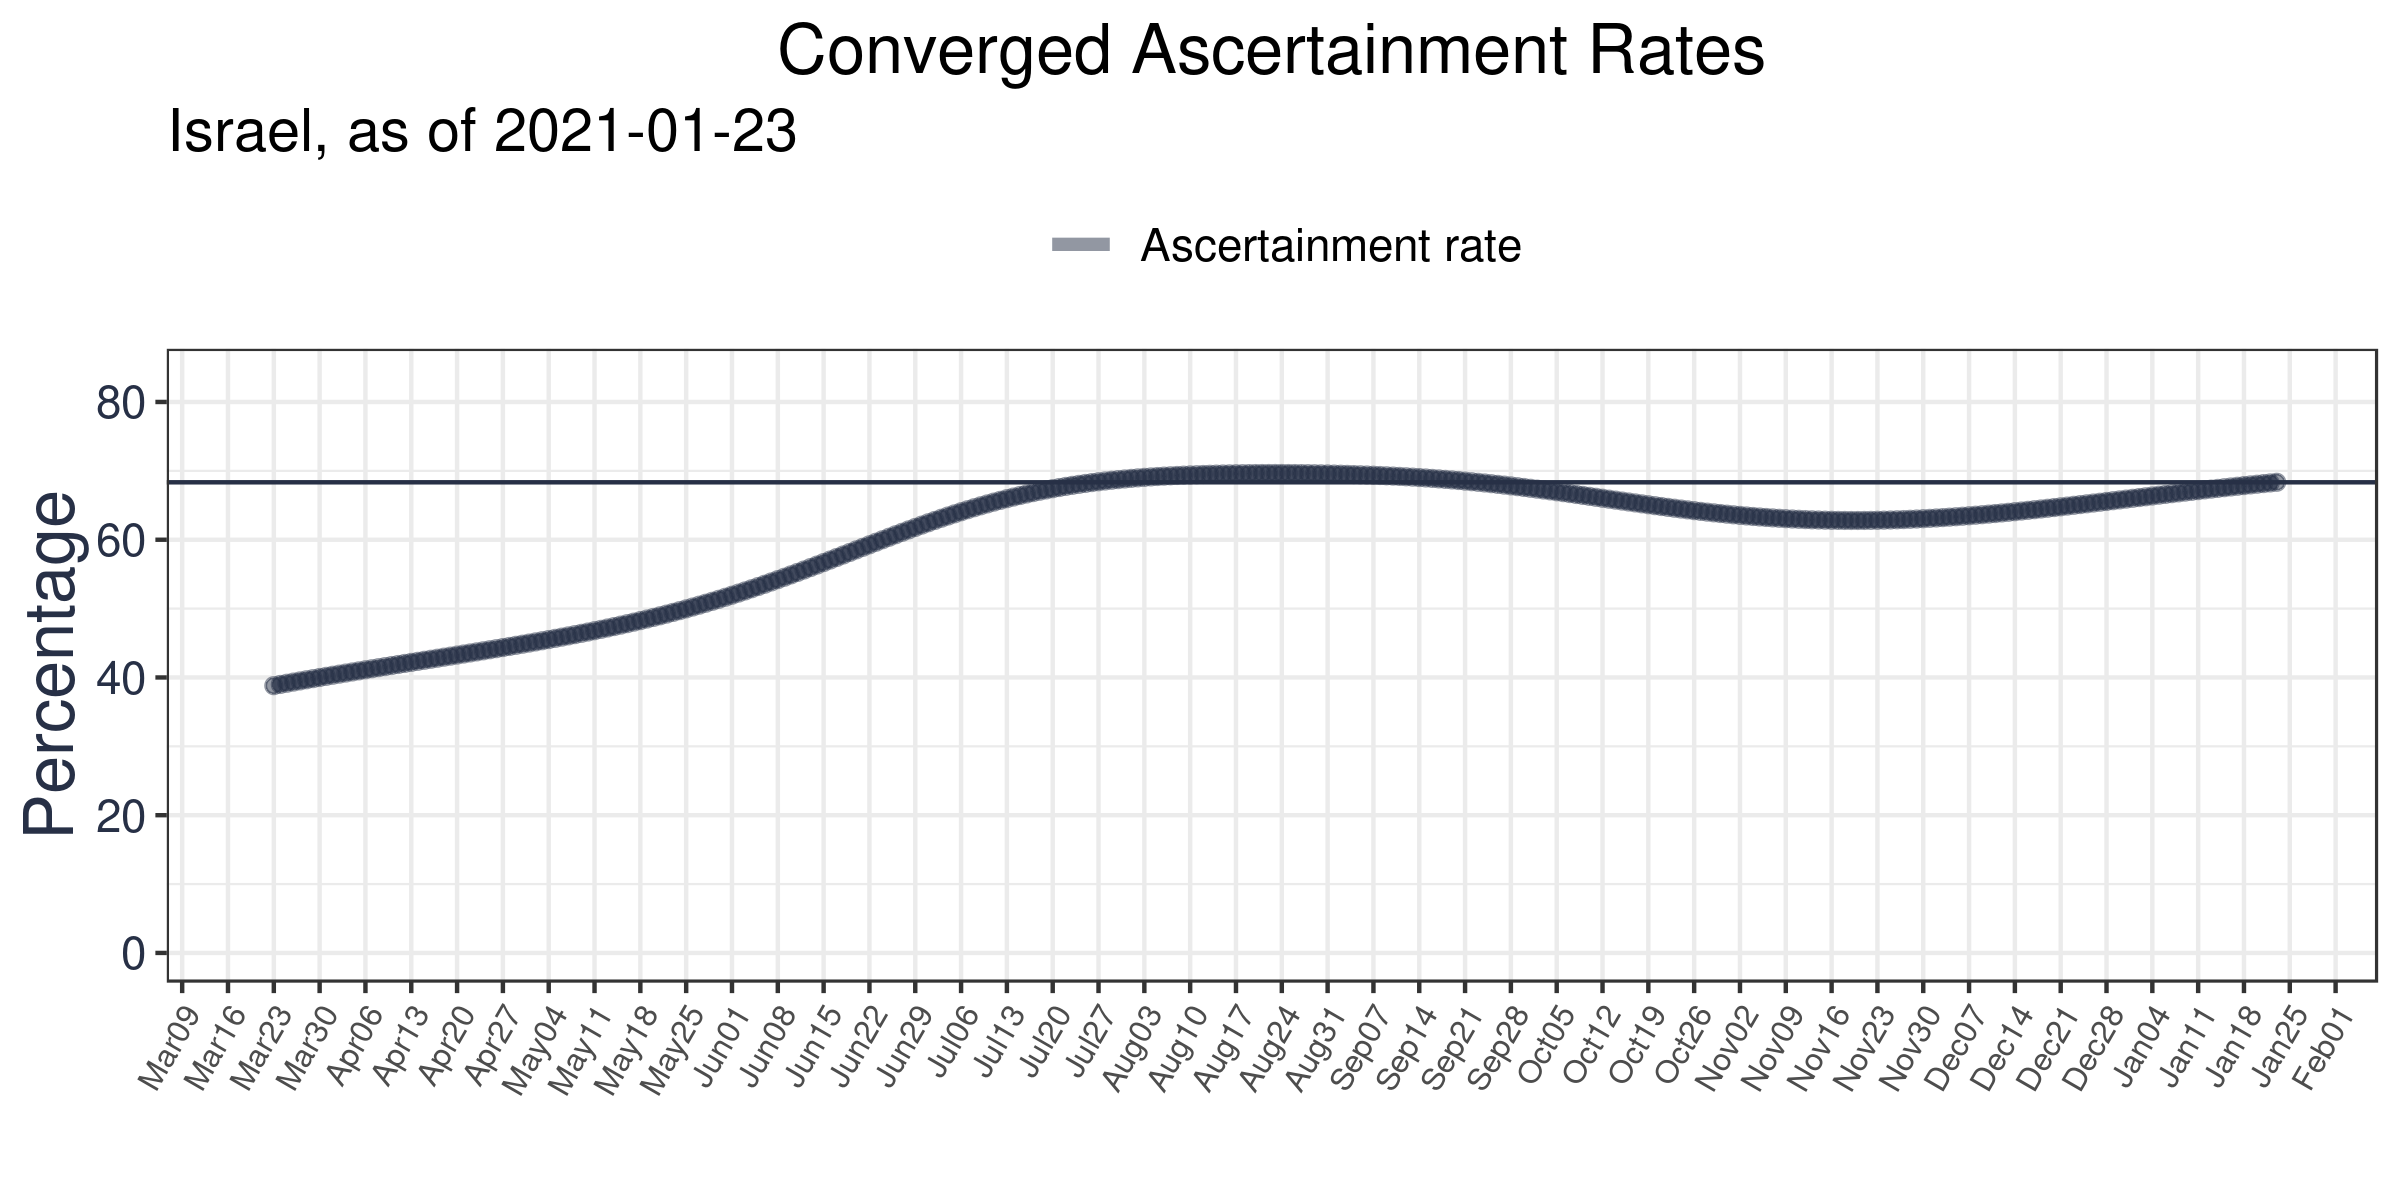 Converged Ascertainment Rates
Israel, as of 2021-01-23
Ascertainment rate
Percentage
80
60
40
20
0
Mar09
Mar16
Mar23
Mar30
Apr06
Apr13
Apr20
Apr27
May04
May11
May18
May25
Jun01
Jun08
Jun15
Jun22
Jun29
Jul06
Jul13
Jul20
Jul27
Aug03
Aug10
Aug17
Aug24
Aug31
Sep07
Sep14
Sep21
Sep28
Oct05
Oct12
Oct19
Oct26
Nov02
Nov09
Nov16
Nov23
Nov30
Dec07
Dec14
Dec21
Dec28
Jan04
Jan11
Jan18
Jan25
Feb01